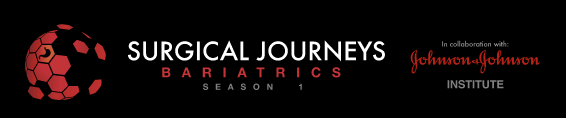 SURGICAL JOURNEYS
BARIATRICS
SEASON 1
In collaboration with:
Johnson & Johnson
INSTITUTE